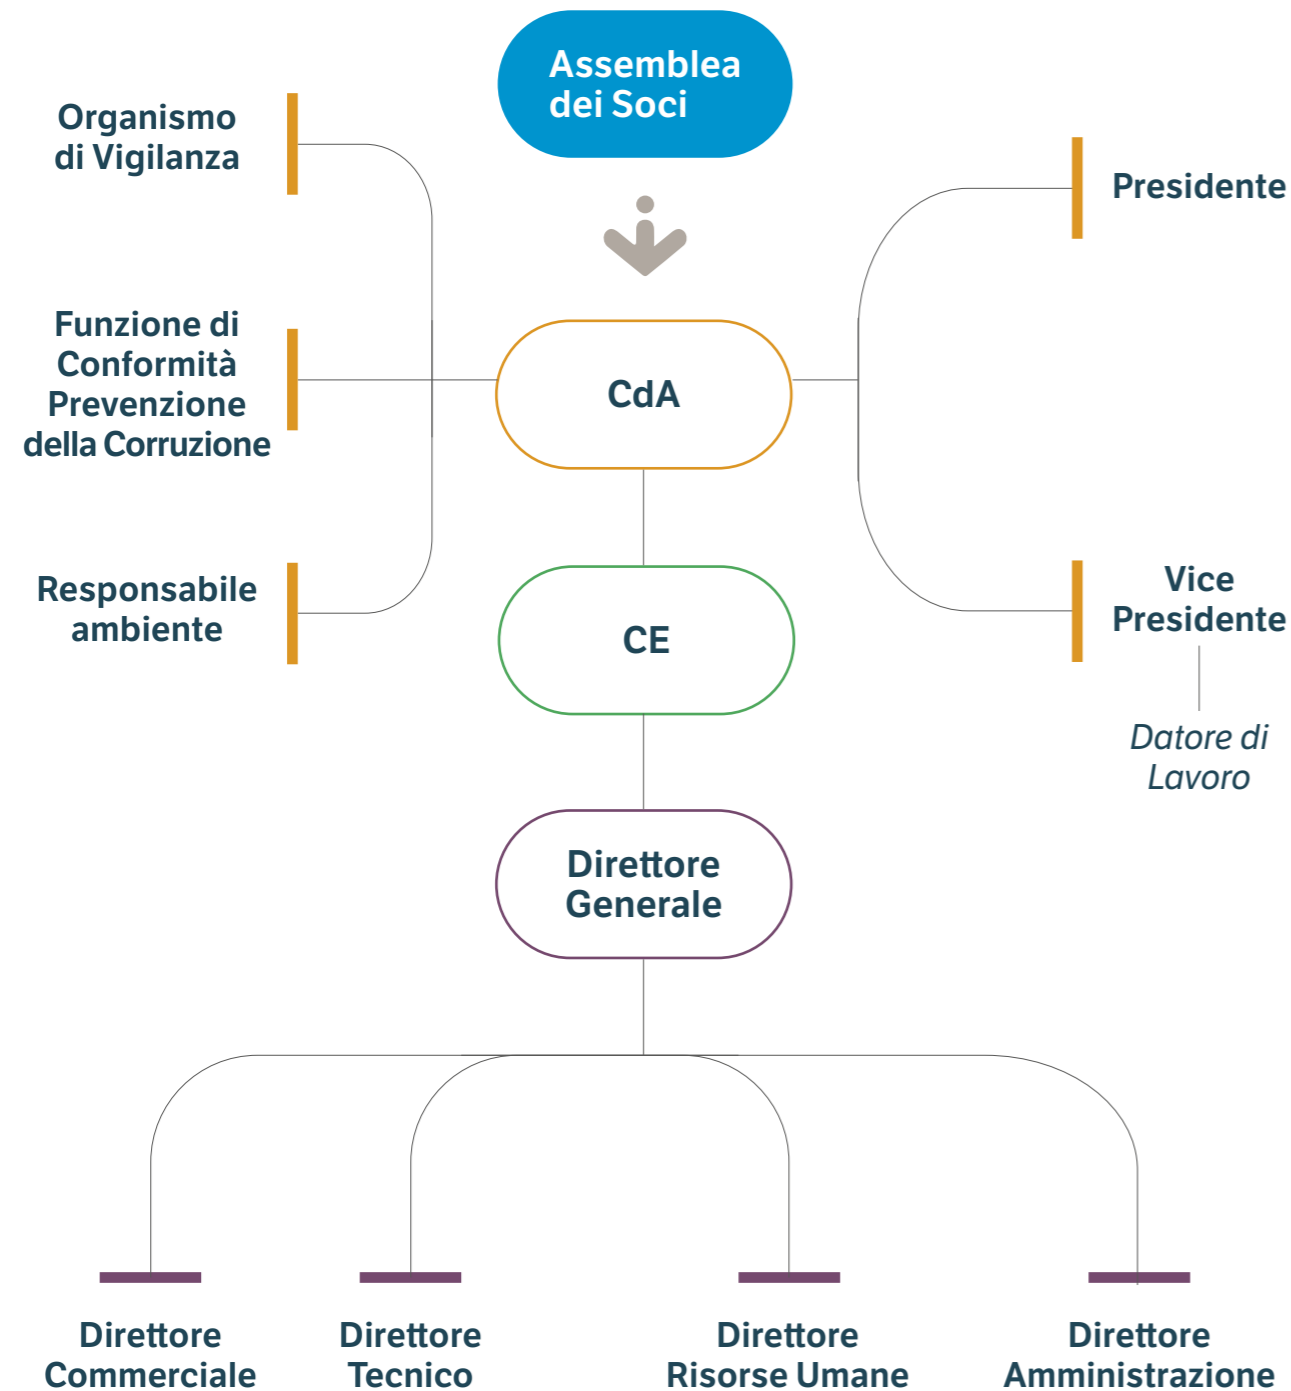 Assemblea
dei Soci
Organismo
di Vigilanza
Presidente
Funzione di
Conformità
Prevenzione
della Corruzione
CdA
Responsabile
ambiente
Vice
Presidente
CE
Datore di
Lavoro
Direttore
Generale
Direttore
Commerciale
Direttore
Tecnico
Direttore
Risorse Umane
Direttore
Amministrazione